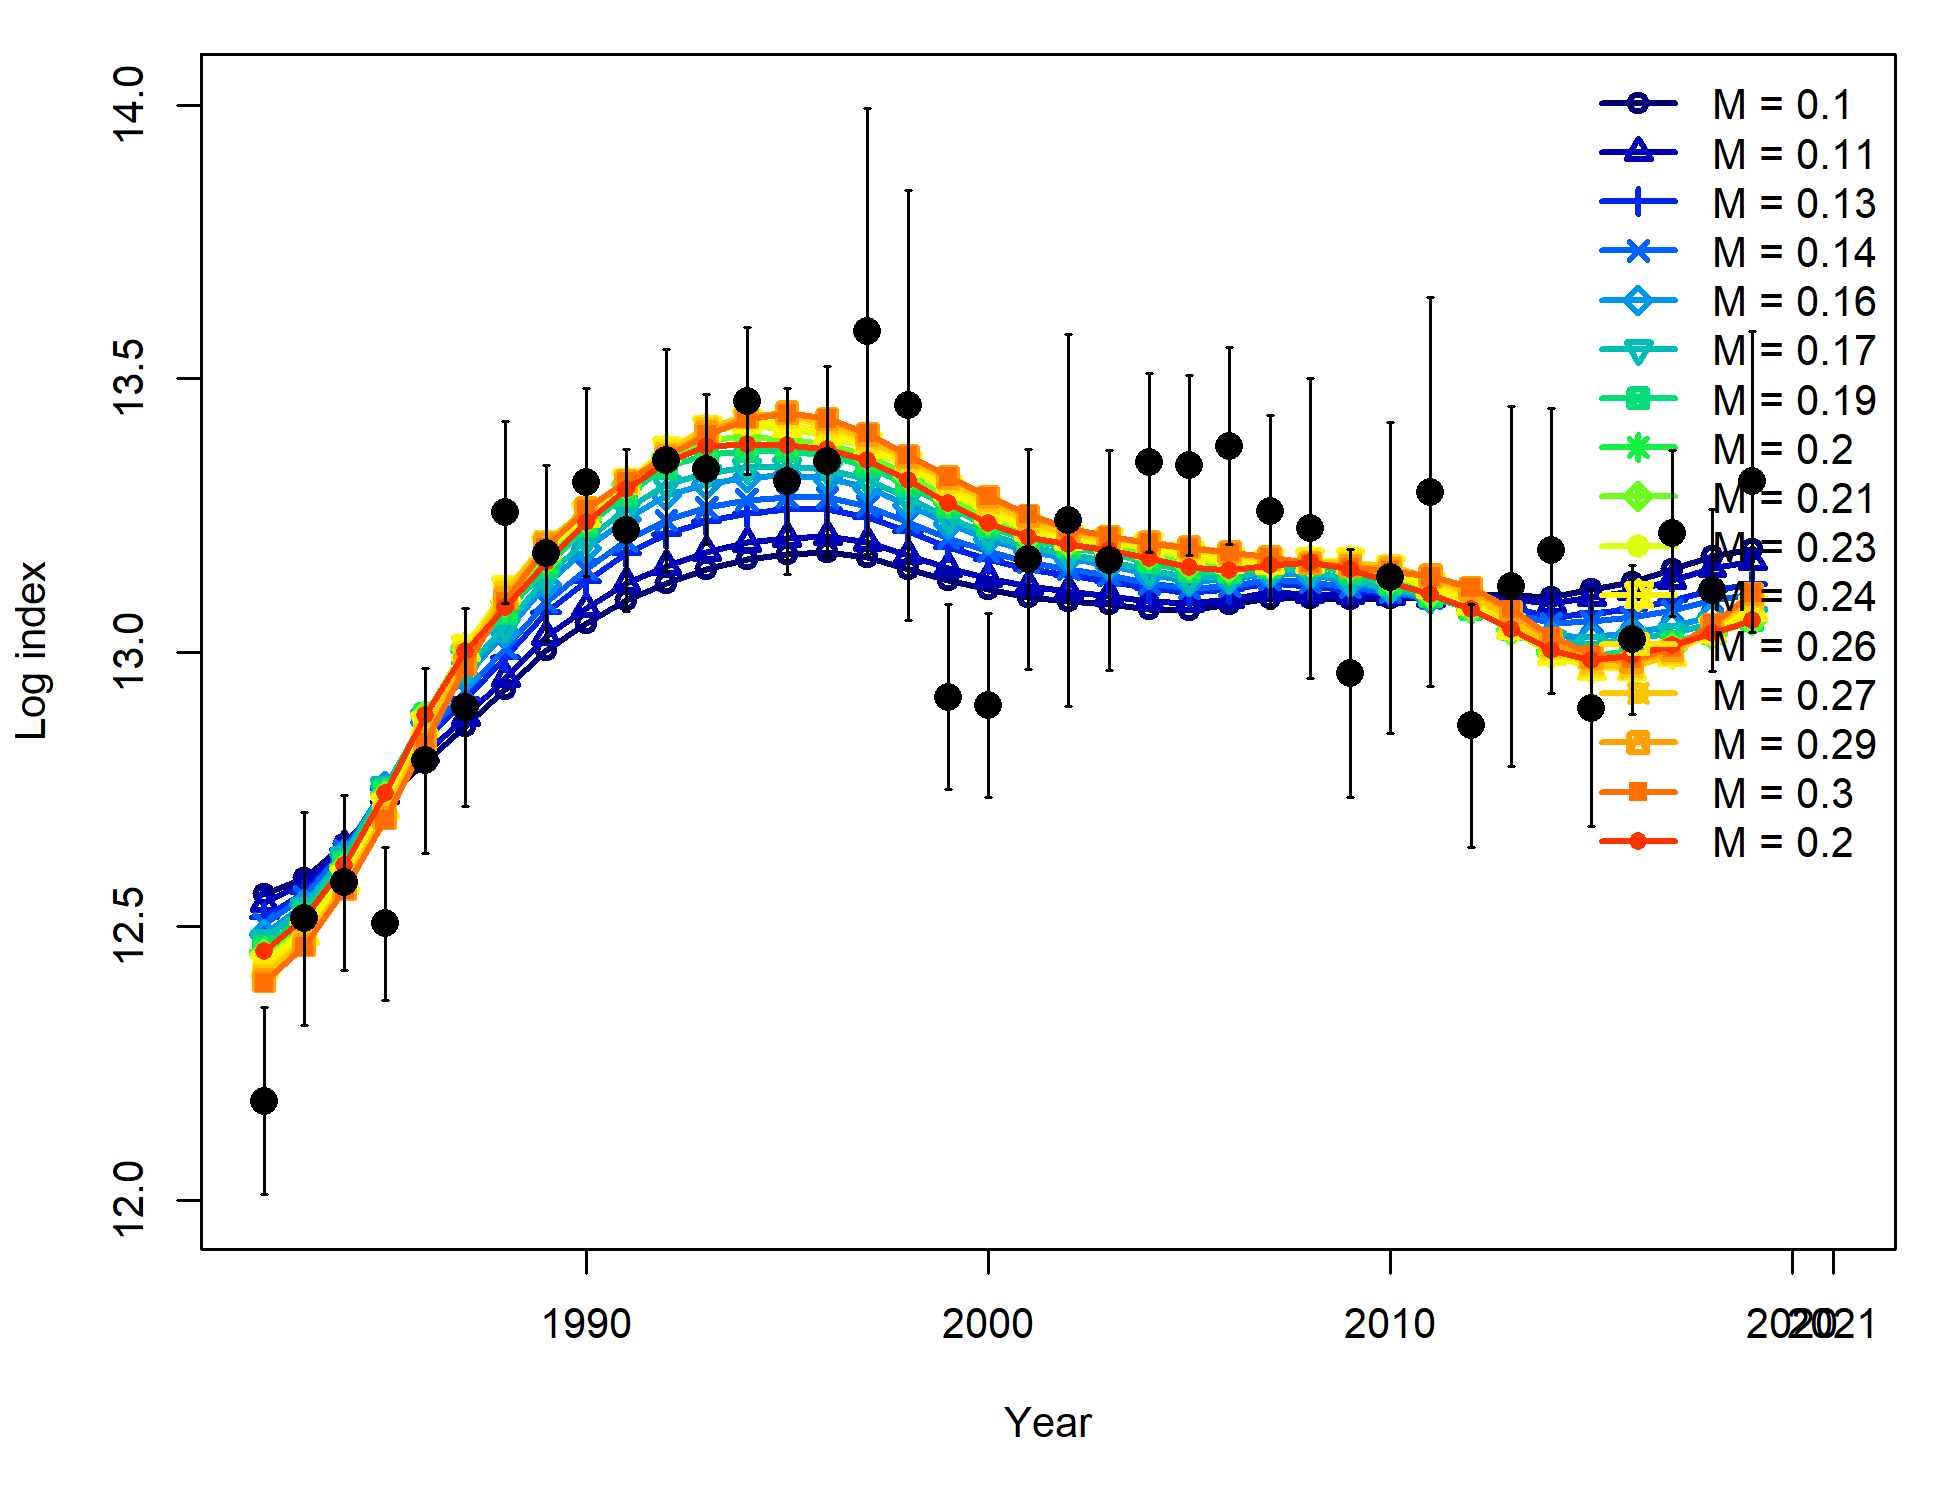 14.0
13.5
13.0
12.5
12.0
Log index
M = 0.1
M = 0.11
M = 0.13
M = 0.14
M = 0.16
M = 0.17
M = 0.19
M = 0.2
M = 0.21
M = 0.23
M = 0.24
M = 0.26
M = 0.27
M = 0.29
M = 0.3
M = 0.2
1990 2000 2010 2020 2021
Year